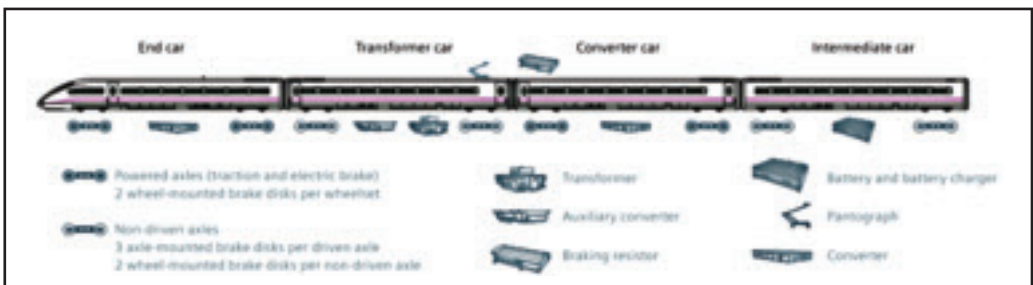 End car
Transformer car
Converter car
Intermediate car
Powered axles (traction and electric brake)
2 wheel-mounted brake disks per wheelset
Non-driven axles
3 axle-mounted brake disks per driven axle
2 wheel-mounted brake disks per non-driven axle
Transformer
Auxiliary converter
Braking resistor
Battery and battery charger
Pantograph
Converter